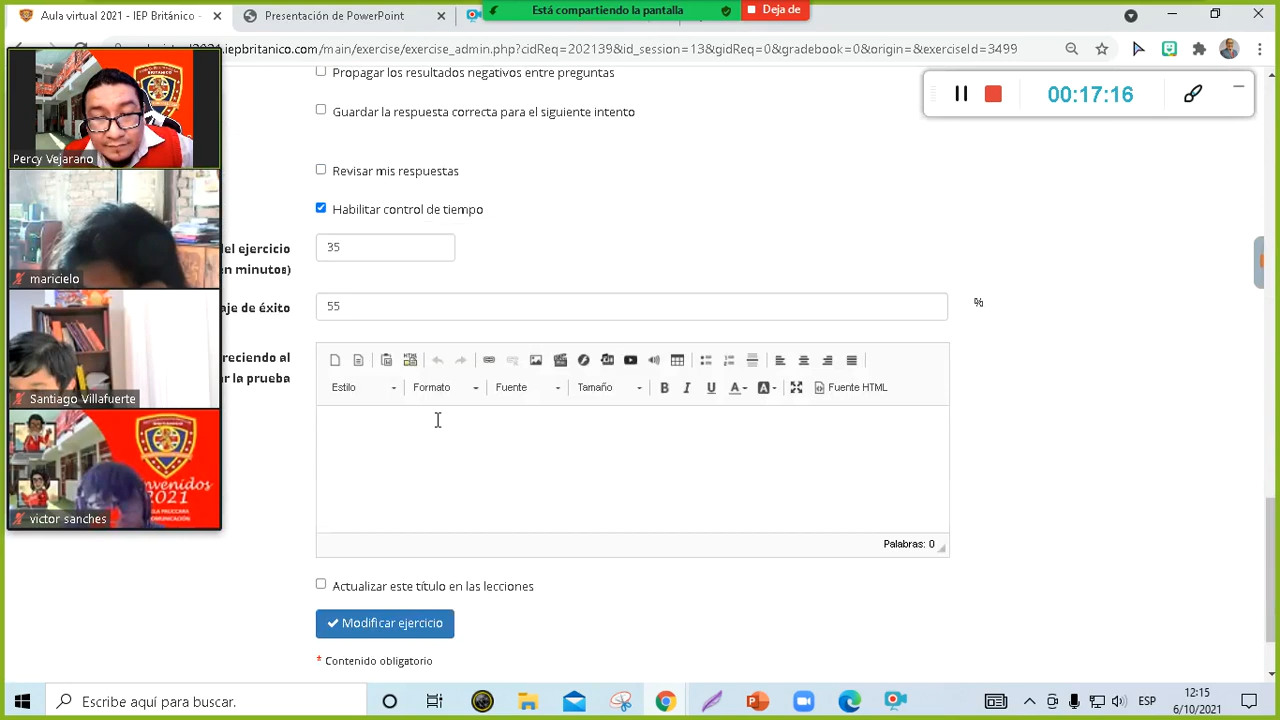 Aula virtual 2021 - IEP Británico
Presentación de PowerPoint
Está compartiendo la pantalla
Deja de
iepbritanico.com/main/exercise/exercise_admin.php?cidReq=202139&id_session=13&gidReq=0&gradebook=0&origin=&exerciseId=3499
00:17:16
Propagar los resultados negativos entre preguntas
Guardar la respuesta correcta para el siguiente intento
Percy Vejarano
Revisar mis respuestas
Habilitar control de tiempo
del ejercicio
en minutos)
35
maricielo
aje de éxito
55
%
reciendo al
ar la prueba
Estilo
Formato
Fuente
Tamaño
B
I
U
A
A
Fuente HTML
Santiago Villafuerte
2021
victor sanches
Palabras: 0
Actualizar este título en las lecciones
Modificar ejercicio
* Contenido obligatorio
Escribe aquí para buscar.
ESP
12:15
6/10/2021